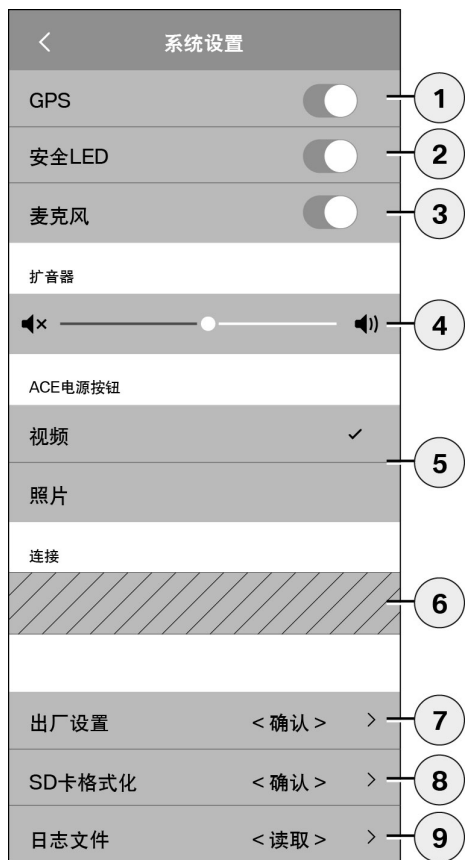 系统设置
GPS 1
安全LED 2
麦克风 3
扩音器
4
ACE电源按钮
视频
5
照片
连接
6
出厂设置 <确认> > 7
SD卡格式化 <确认> > 8
日志文件 <读取> > 9